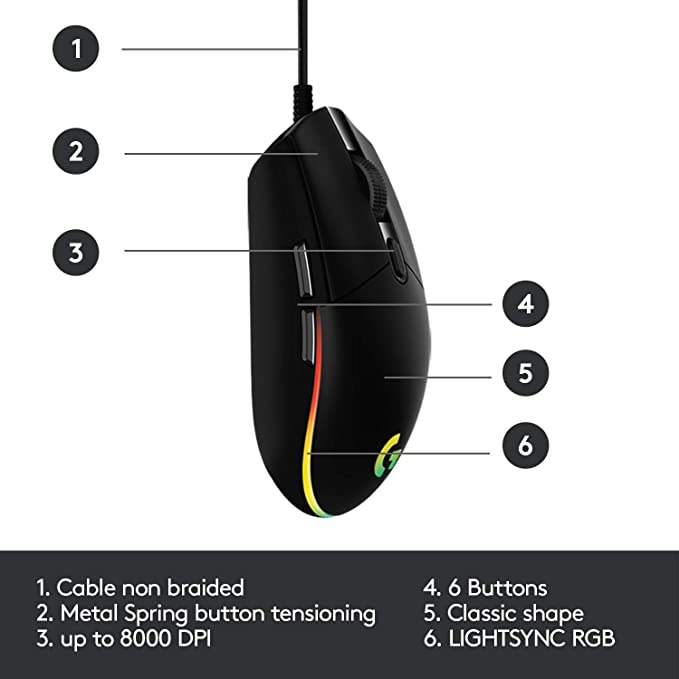 1
2
3
4
5
6
G
1. Cable non braided
2. Metal Spring button tensioning
3. up to 8000 DPI
4. 6 Buttons
5. Classic shape
6. LIGHTSYNC RGB